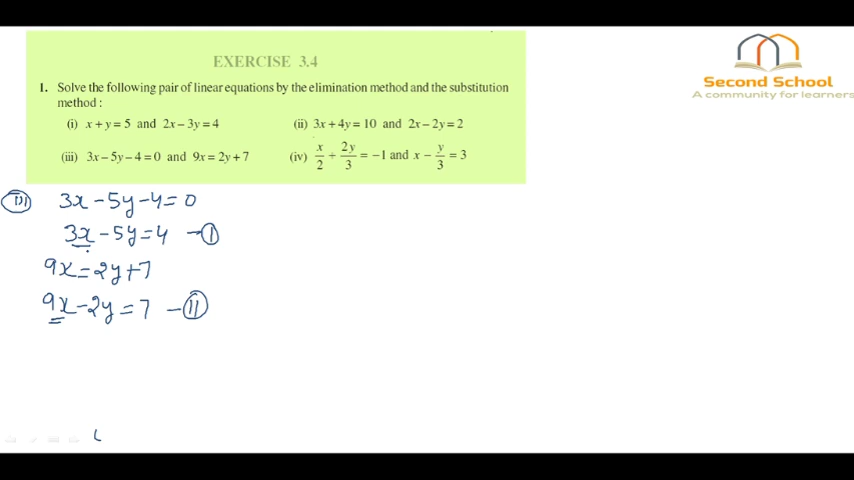 EXERCISE 3.4
Second School
A community for learners
1. Solve the following pair of linear equations by the elimination method and the substitution
method :
(i) x + y = 5 and 2x – 3y = 4 (ii) 3x + 4y = 10 and 2x – 2y = 2
(iii) 3x – 5y – 4 = 0 and 9x = 2y + 7 (iv) x/2 + 2y/3 = –1 and x – y/3 = 3
(III) 3x – 5y – 4 = 0
3x – 5y = 4 – (I)
9x = 2y + 7
9x – 2y = 7 – (II)